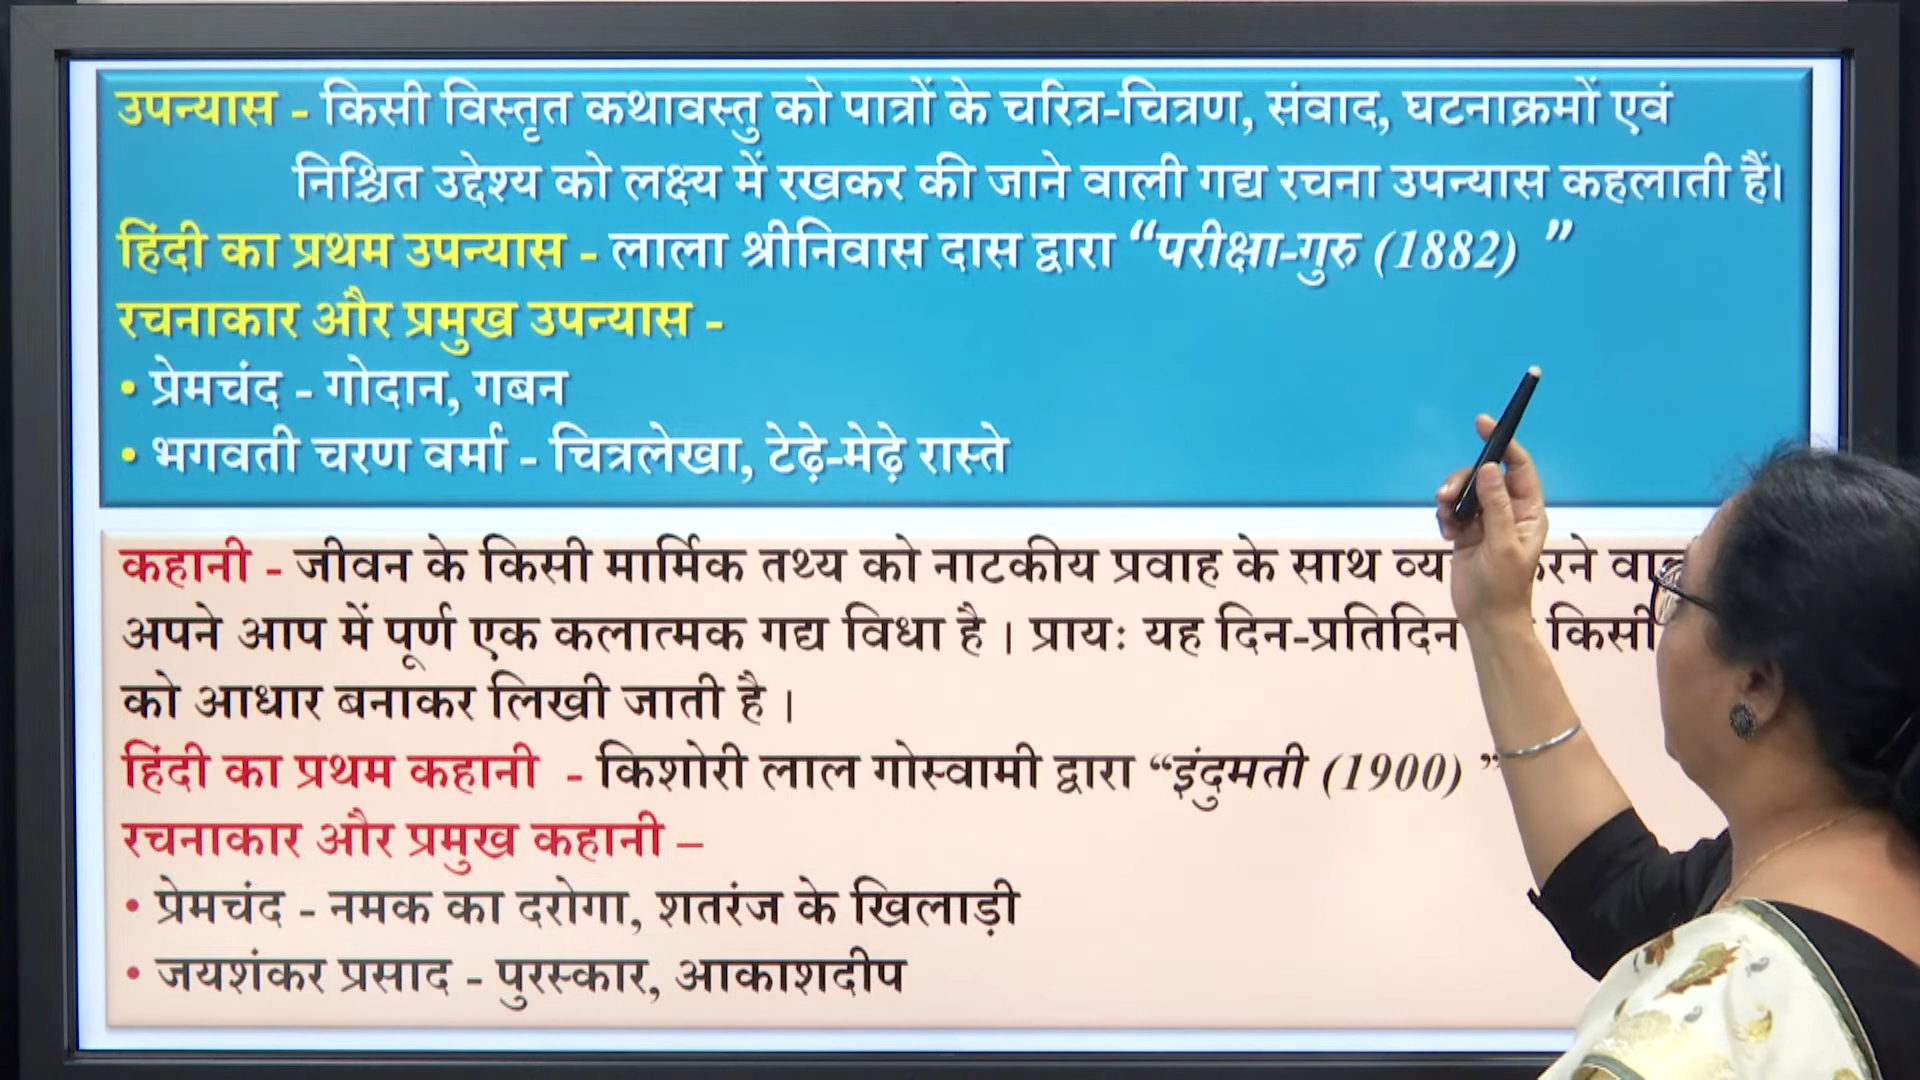 उपन्यास - किसी विस्तृत कथावस्तु को पात्रों के चरित्र-चित्रण, संवाद, घटनाक्रमों एवं
निश्चित उद्देश्य को लक्ष्य में रखकर की जाने वाली गद्य रचना उपन्यास कहलाती हैं।
हिंदी का प्रथम उपन्यास - लाला श्रीनिवास दास द्वारा “परीक्षा-गुरु (1882) ”
रचनाकार और प्रमुख उपन्यास -
• प्रेमचंद - गोदान, गबन
• भगवती चरण वर्मा - चित्रलेखा, टेढ़े-मेढ़े रास्ते
कहानी - जीवन के किसी मार्मिक तथ्य को नाटकीय प्रवाह के साथ
अपने आप में पूर्ण एक कलात्मक गद्य विधा है । प्रायः यह दिन-प्रतिदिन किसी
को आधार बनाकर लिखी जाती है ।
हिंदी का प्रथम कहानी - किशोरी लाल गोस्वामी द्वारा “इंदुमती (1900) ”
रचनाकार और प्रमुख कहानी –
• प्रेमचंद - नमक का दरोगा, शतरंज के खिलाड़ी
• जयशंकर प्रसाद - पुरस्कार, आकाशदीप